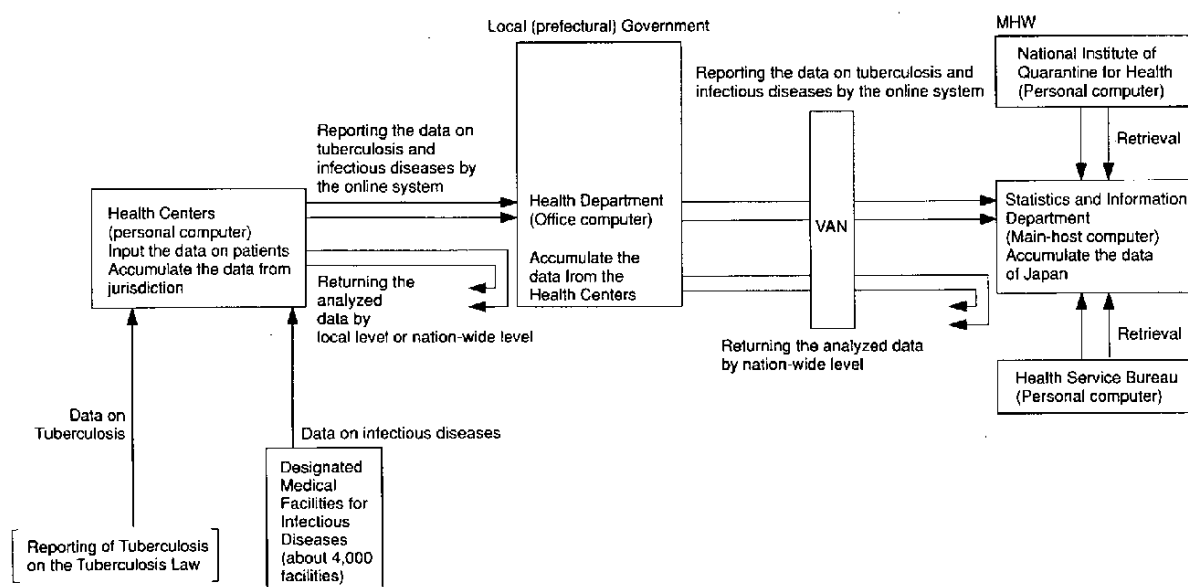 Local (prefectural) Government
MHW
National Institute of
Quarantine for Health
(Personal computer)
Retrieval
Reporting the data on tuberculosis and
infectious diseases by the online system
Reporting the data on
tuberculosis and
infectious diseases by
the online system
Health Centers
(personal computer)
Input the data on patients
Accumulate the data from
jurisdiction
Health Department
(Office computer)
Accumulate the
data from the
Health Centers
VAN
Statistics and Information
Department
(Main-host computer)
Accumulate the data
of Japan
Returning the
analyzed
data by
local level or nation-wide level
Returning the analyzed data
by nation-wide level
Retrieval
Health Service Bureau
(Personal computer)
Data on
Tuberculosis
Data on infectious diseases
Designated
Medical
Facilities for
Infectious
Diseases
(about 4,000
facilities)
Reporting of Tuberculosis
on the Tuberculosis Law